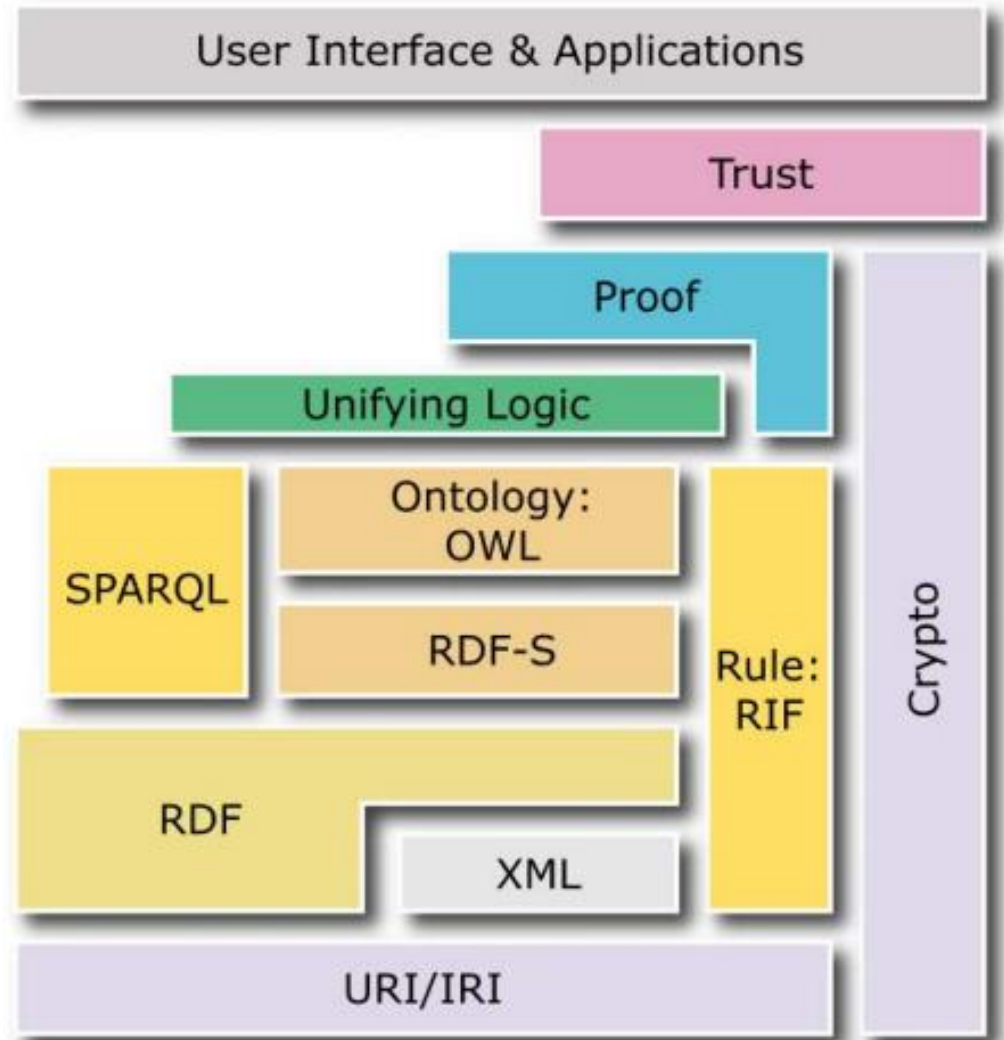 User Interface & Applications
Trust
Proof
Unifying Logic
Ontology:
OWL
SPARQL
RDF-S
Rule:
RIF
Crypto
RDF
XML
URI/IRI